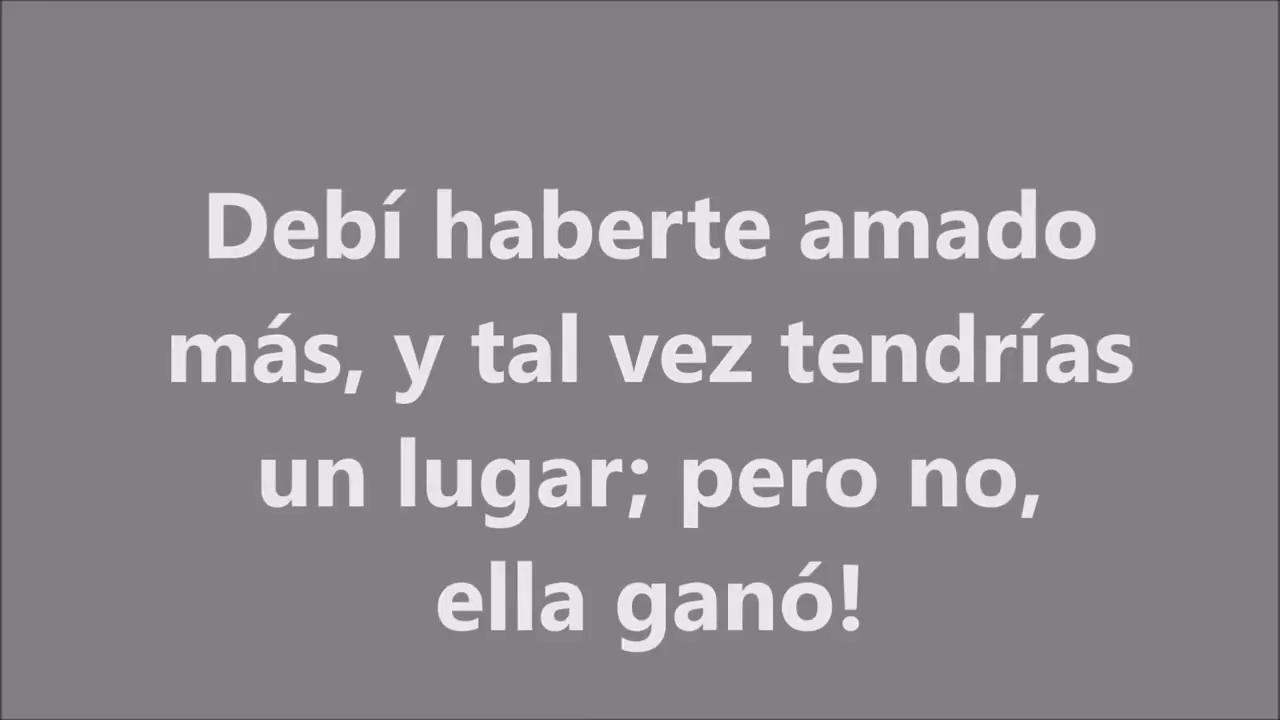 Debí haberte amado
más, y tal vez tendrías
un lugar; pero no,
ella ganó!